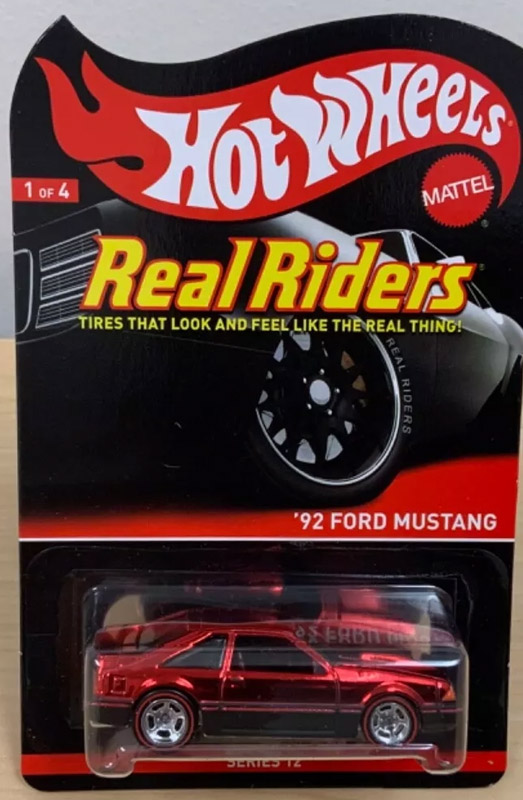 HOT WHEELS
®
1 OF 4
MATTEL
®
Real Riders®
TIRES THAT LOOK AND FEEL LIKE THE REAL THING!
REAL RIDERS
'92 FORD MUSTANG
SERIES 12